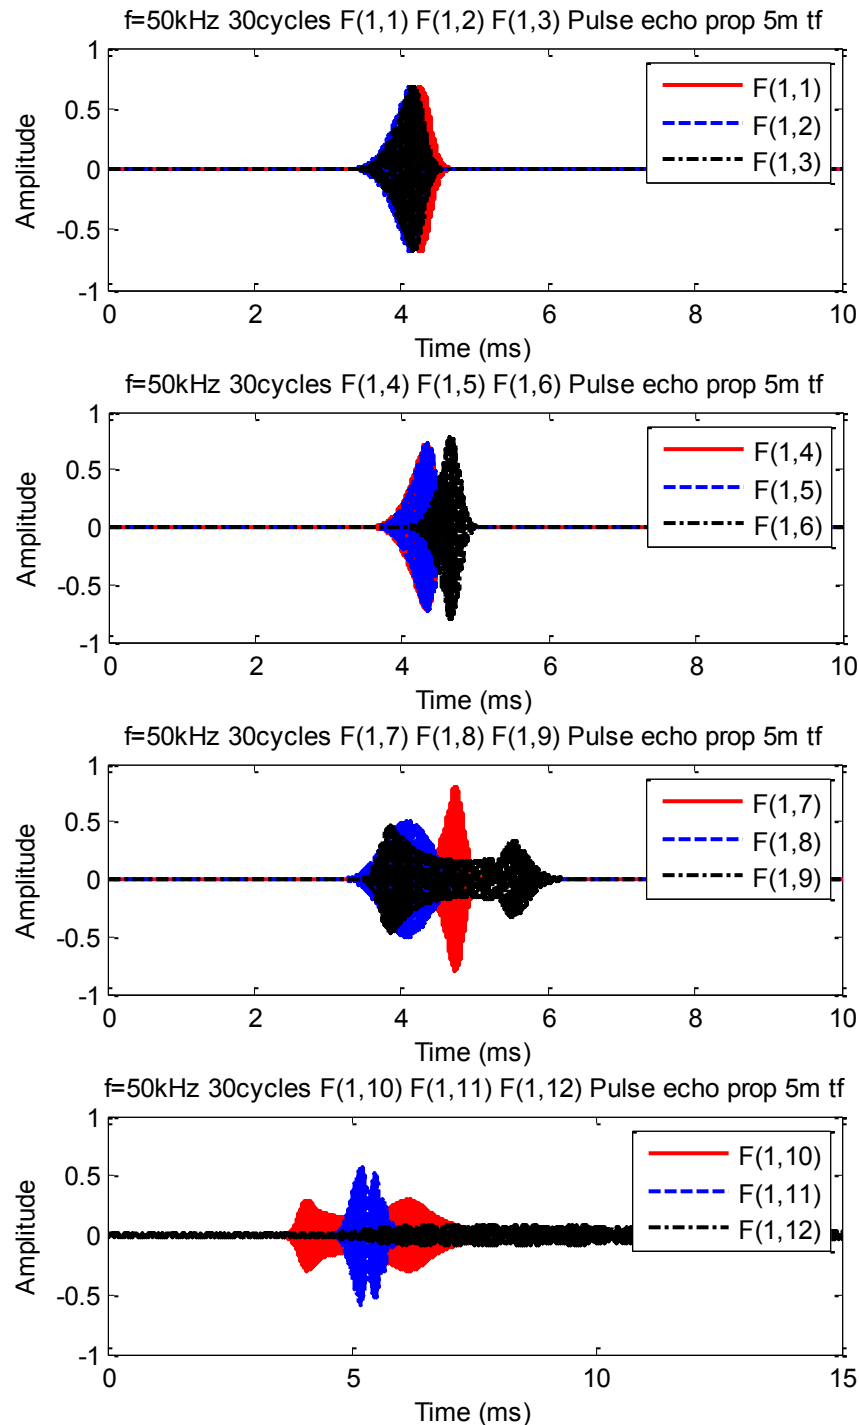 f=50kHz 30cycles F(1,1) F(1,2) F(1,3) Pulse echo prop 5m tf
1
0.5
0
-0.5
-1
Amplitude
F(1,1)
F(1,2)
F(1,3)
0 2 4 6 8 10
Time (ms)
f=50kHz 30cycles F(1,4) F(1,5) F(1,6) Pulse echo prop 5m tf
1
0.5
0
-0.5
-1
Amplitude
F(1,4)
F(1,5)
F(1,6)
0 2 4 6 8 10
Time (ms)
f=50kHz 30cycles F(1,7) F(1,8) F(1,9) Pulse echo prop 5m tf
1
0.5
0
-0.5
-1
Amplitude
F(1,7)
F(1,8)
F(1,9)
0 2 4 6 8 10
Time (ms)
f=50kHz 30cycles F(1,10) F(1,11) F(1,12) Pulse echo prop 5m tf
1
0.5
0
-0.5
-1
Amplitude
F(1,10)
F(1,11)
F(1,12)
0 5 10 15
Time (ms)